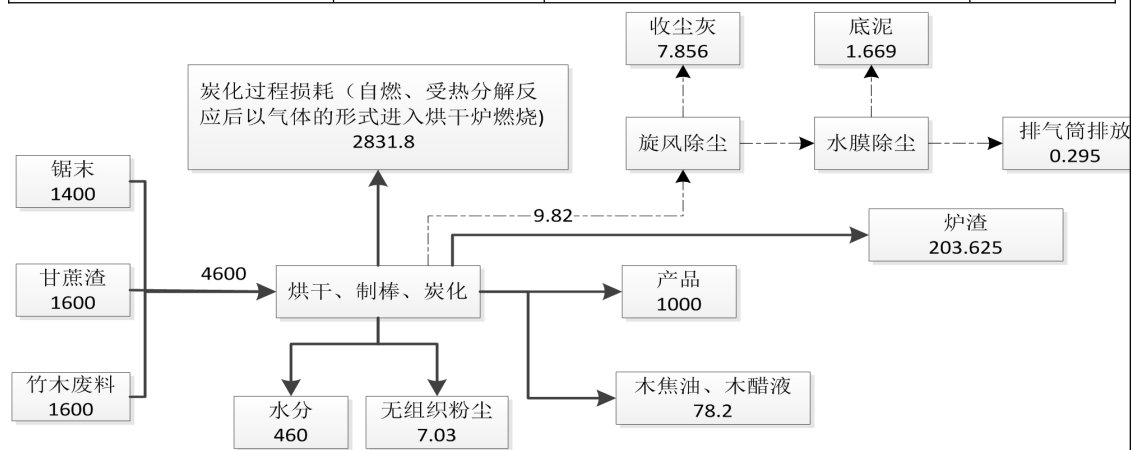 收尘灰
7.856
底泥
1.669
炭化过程损耗（自燃、受热分解反
应后以气体的形式进入烘干炉燃烧)
2831.8
旋风除尘
水膜除尘
排气筒排放
0.295
锯末
1400
9.82
炉渣
203.625
甘蔗渣
1600
4600
烘干、制棒、炭化
产品
1000
竹木废料
1600
水分
460
无组织粉尘
7.03
木焦油、木醋液
78.2